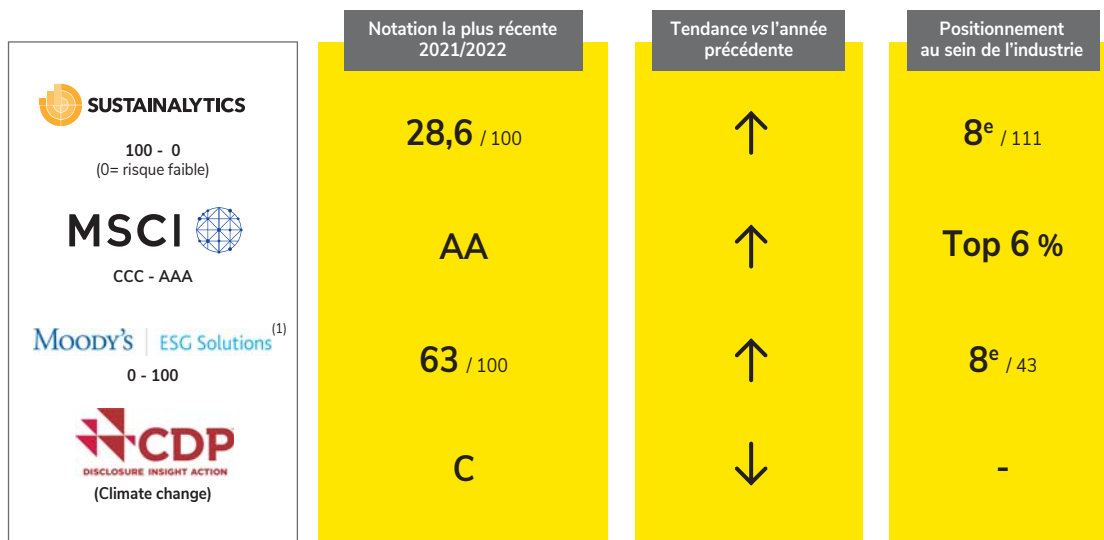 Notation la plus récente
2021/2022
Tendance vs l'année
précédente
Positionnement
au sein de l'industrie
SUSTAINALYTICS
100 - 0
(0= risque faible)
28,6 / 100
8e / 111
MSCI
CCC - AAA
AA
Top 6 %
MOODY'S | ESG Solutions(1)
0 - 100
63 / 100
8e / 43
CDP
DISCLOSURE INSIGHT ACTION
(Climate change)
C
-